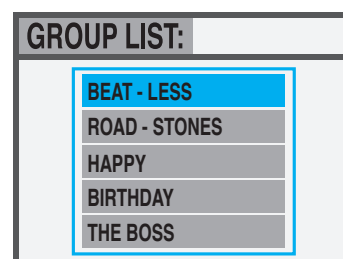 GROUP LIST:
BEAT - LESS
ROAD - STONES
HAPPY
BIRTHDAY
THE BOSS